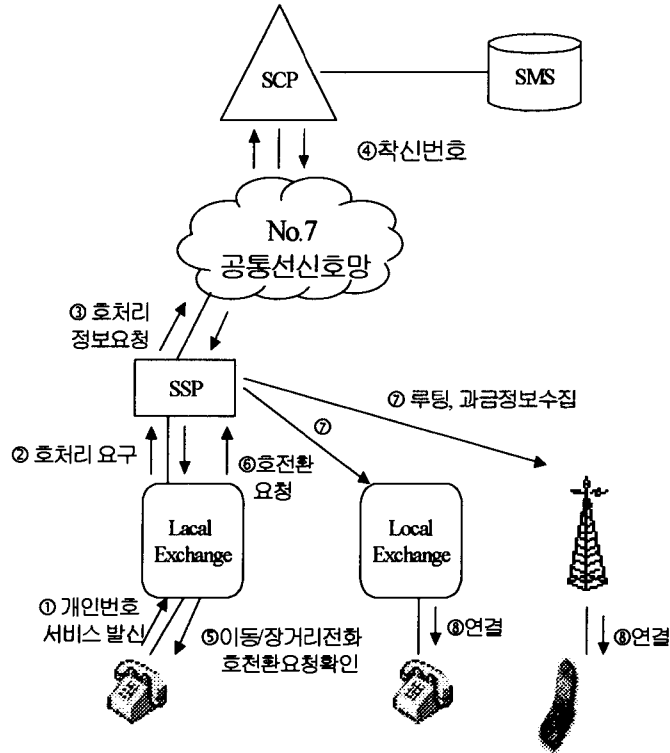 SCP
SMS
④착신번호
No.7
공통선신호망
③ 호처리
정보요청
SSP
⑦ 루팅, 과금정보수집
⑦
② 호처리 요구
⑥호전환
요청
Lacal
Exchange
Local
Exchange
① 개인번호
서비스 발신
⑤이동/장거리전화
호천환요청확인
⑧연결
⑧연결